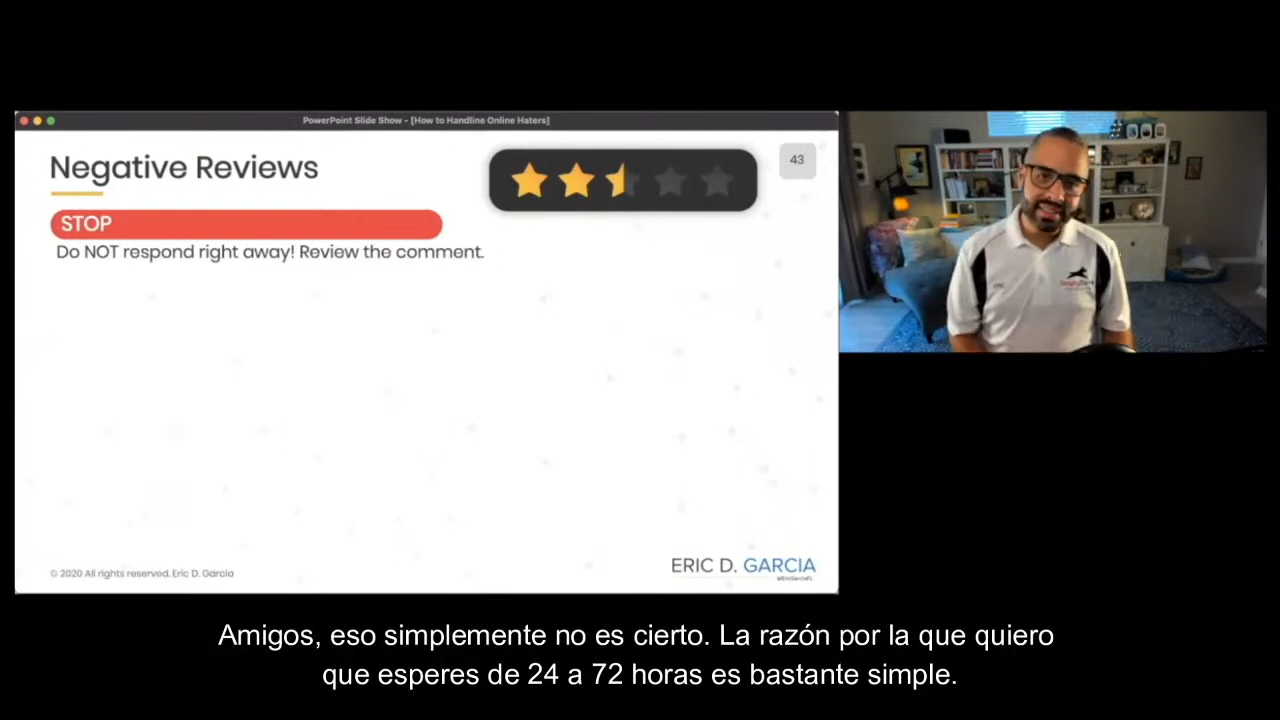 PowerPoint Slide Show - [How to Handline Online Haters]
Negative Reviews
43
STOP
Do NOT respond right away! Review the comment.
© 2020 All rights reserved. Eric D. Garcia
ERIC D. GARCIA
@EricGarciaFL
Amigos, eso simplemente no es cierto. La razón por la que quiero
que esperes de 24 a 72 horas es bastante simple.